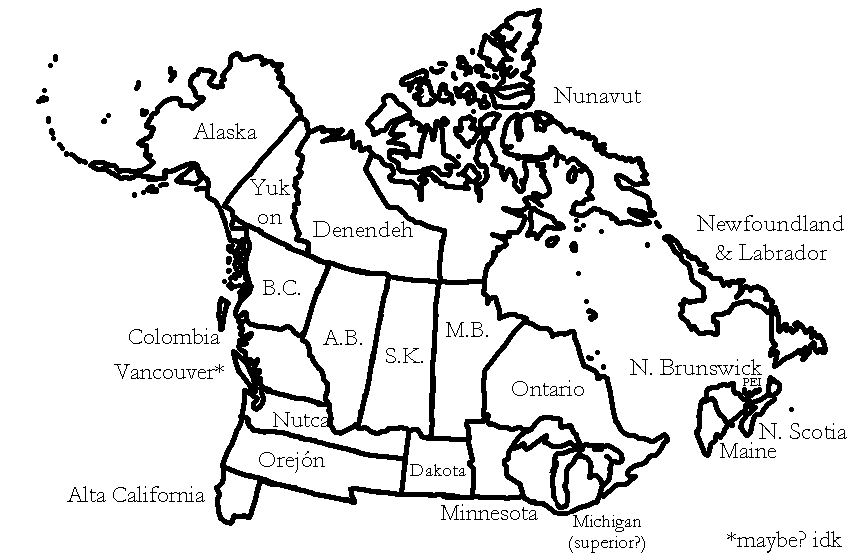 Nunavut
Alaska
Yuk
on
Denendeh
Newfoundland
& Labrador
B.C.
Colombia
Vancouver*
A.B.
S.K.
M.B.
Ontario
N. Brunswick
PEI
Nutca
N. Scotia
Maine
Orejón
Dakota
Alta California
Minnesota
Michigan
(superior?)
*maybe? idk